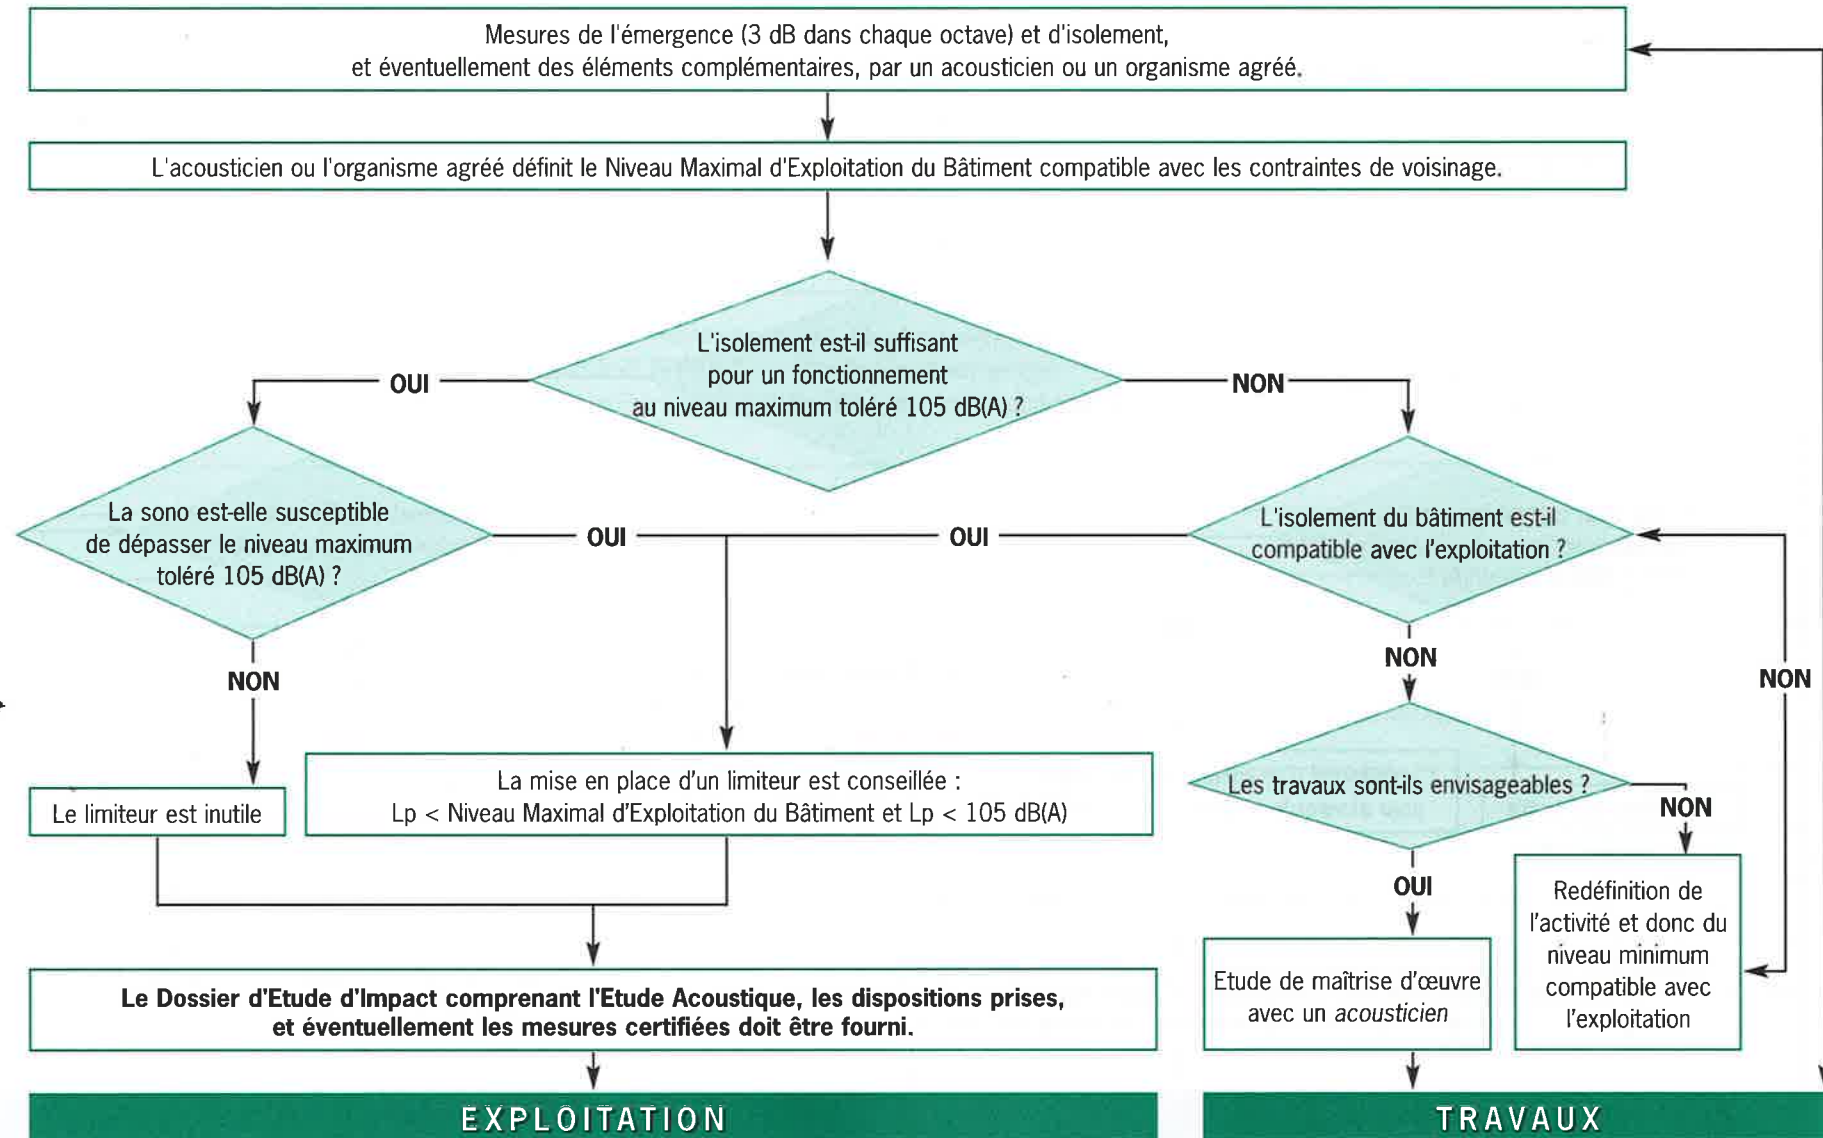 Mesures de l'émergence (3 dB dans chaque octave) et d'isolement,
et éventuellement des éléments complémentaires, par un acousticien ou un organisme agréé.
L'acousticien ou l'organisme agréé définit le Niveau Maximal d'Exploitation du Bâtiment compatible avec les contraintes de voisinage.
L'isolement est-il suffisant
pour un fonctionnement
au niveau maximum toléré 105 dB(A) ?
OUI
NON
La sono est-elle susceptible
de dépasser le niveau maximum
toléré 105 dB(A) ?
OUI
OUI
L'isolement du bâtiment est-il
compatible avec l'exploitation ?
NON
NON
NON
Les travaux sont-ils envisageables ?
NON
Le limiteur est inutile
La mise en place d'un limiteur est conseillée :
Lp < Niveau Maximal d'Exploitation du Bâtiment et Lp < 105 dB(A)
OUI
Redéfinition de
l'activité et donc du
niveau minimum
compatible avec
l'exploitation
Etude de maîtrise d'œuvre
avec un acousticien
Le Dossier d'Etude d'Impact comprenant l'Etude Acoustique, les dispositions prises,
et éventuellement les mesures certifiées doit être fourni.
EXPLOITATION
TRAVAUX